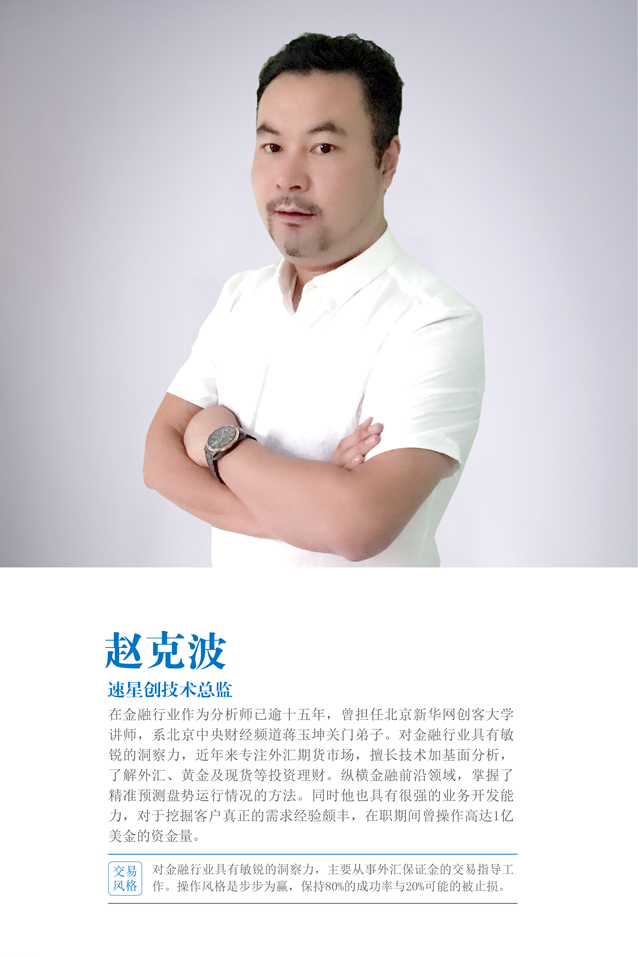 赵克波
速星创技术总监
在金融行业作为分析师已逾十五年，曾担任北京新华网创客大学
讲师，系北京中央财经频道蒋玉坤关门弟子。对金融行业具有敏
锐的洞察力，近年来专注外汇期货市场，擅长技术加基面分析，
了解外汇、黄金及现货等投资理财。纵横金融前沿领域，掌握了
精准预测盘势运行情况的方法。同时他也具有很强的业务开发能
力，对于挖掘客户真正的需求经验颇丰，在职期间曾操作高达1亿
美金的资金量。
交易
风格
对金融行业具有敏锐的洞察力，主要从事外汇保证金的交易指导工
作。操作风格是步步为赢，保持80%的成功率与20%可能的被止损。